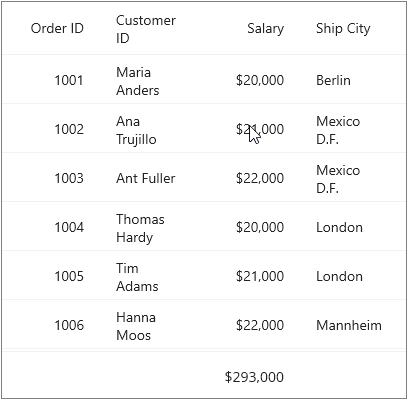 Order ID Customer ID Salary Ship City
1001 Maria Anders $20,000 Berlin
1002 Ana Trujillo $21,000 Mexico D.F.
1003 Ant Fuller $22,000 Mexico D.F.
1004 Thomas Hardy $20,000 London
1005 Tim Adams $21,000 London
1006 Hanna Moos $22,000 Mannheim
$293,000